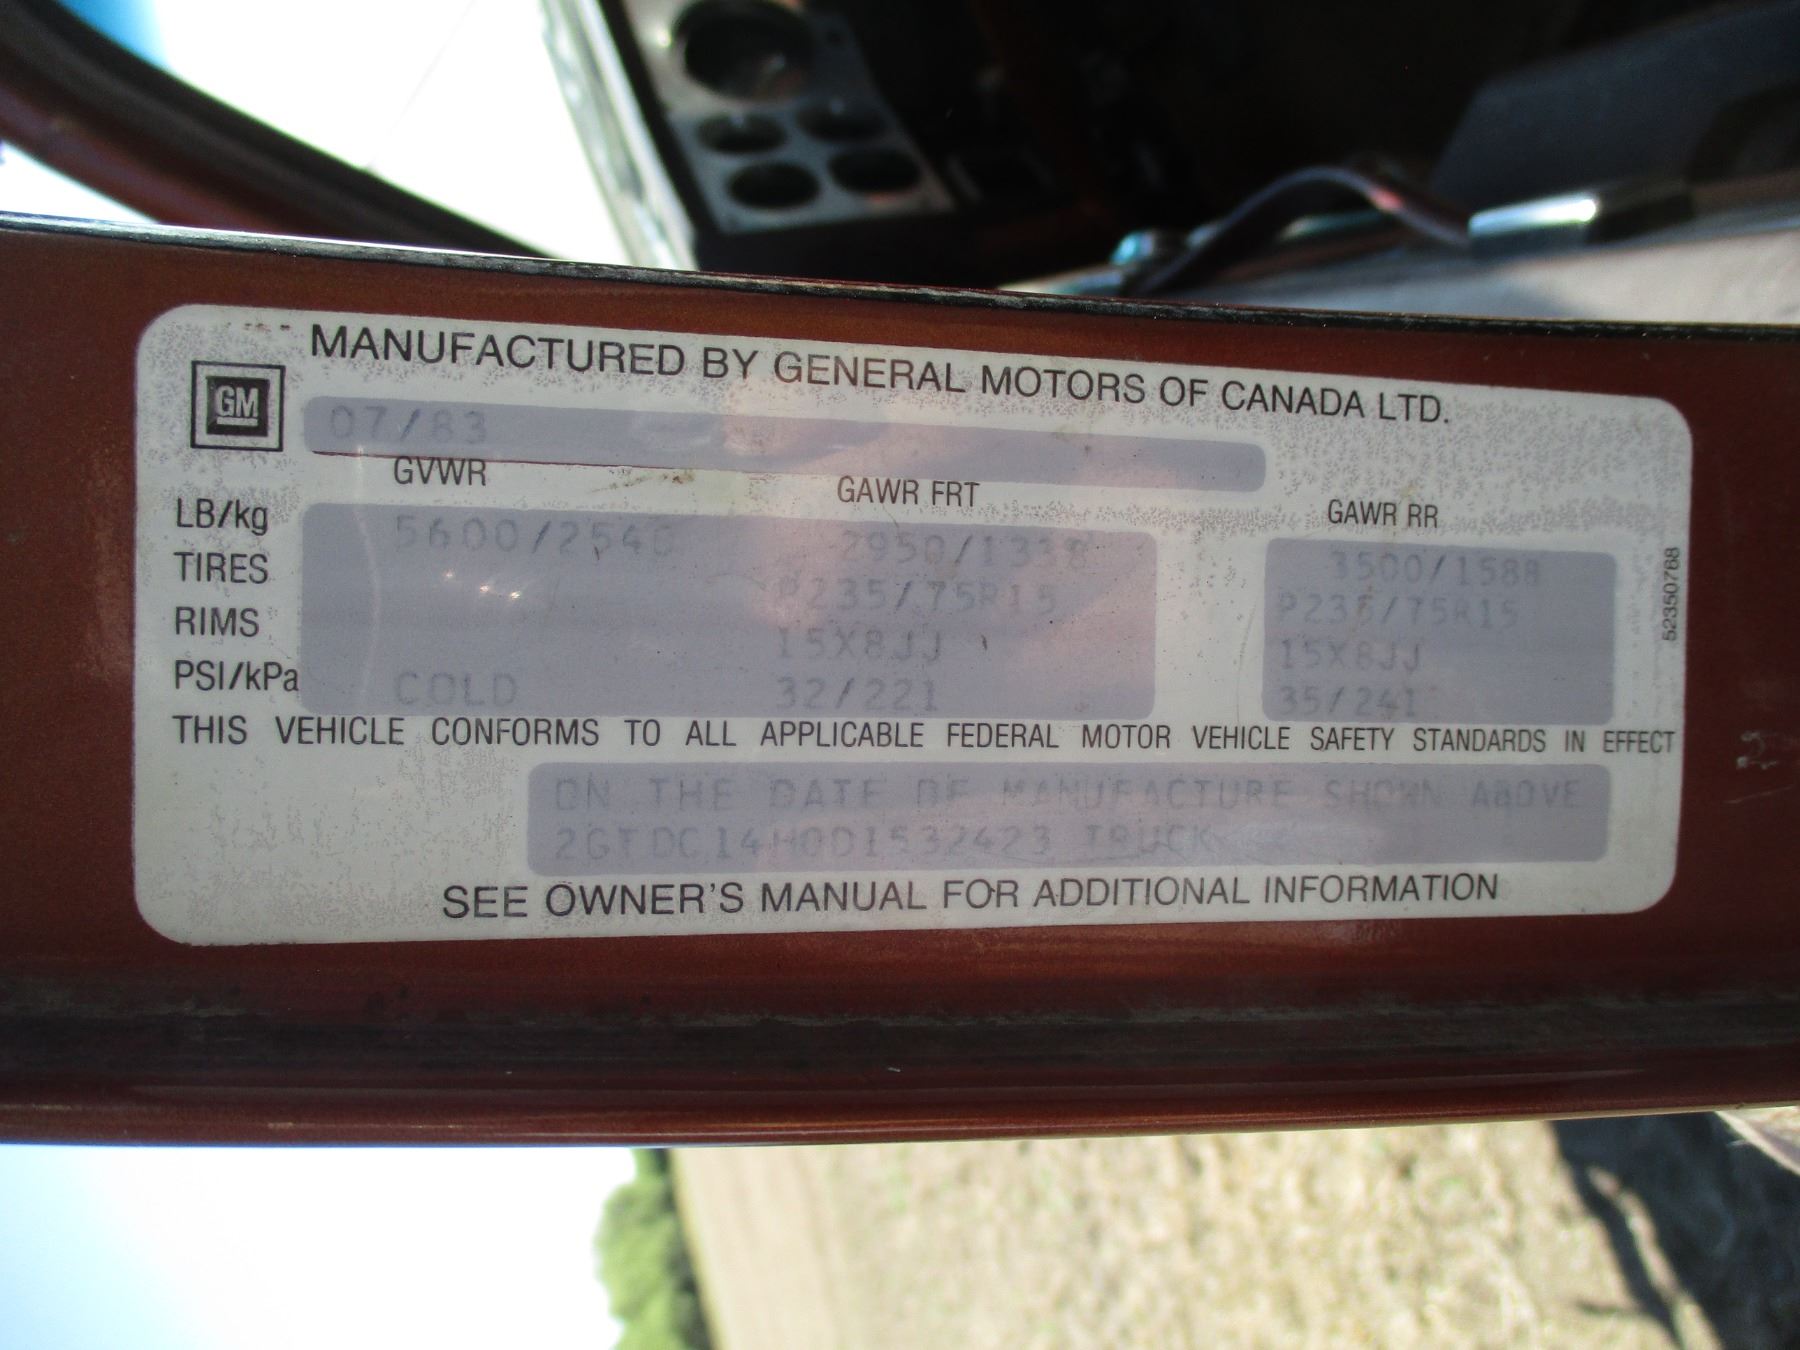 MANUFACTURED BY GENERAL MOTORS OF CANADA LTD.
GM
07/83
GVWR GAWR FRT GAWR RR
LB/kg 5600/2540 2950/1338 3500/1588
TIRES P235/75R15 P235/75R15
RIMS 15X8JJ 15X8JJ
PSI/kPa COLD 32/221 35/241
THIS VEHICLE CONFORMS TO ALL APPLICABLE FEDERAL MOTOR VEHICLE SAFETY STANDARDS IN EFFECT
ON THE DATE OF MANUFACTURE SHOWN ABOVE
2GTDC14H0D1532423 TRUCK
SEE OWNER'S MANUAL FOR ADDITIONAL INFORMATION
52350768